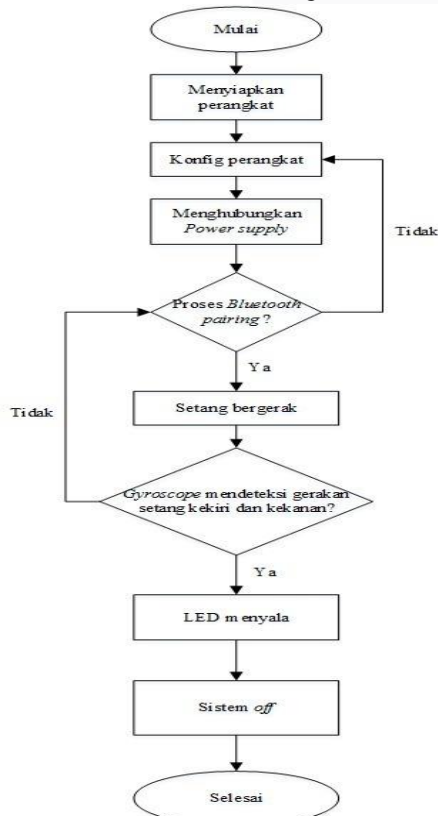 Mulai
Menyiapkan
perangkat
Konfig perangkat
Menghubungkan
Power supply
Tidak
Proses Bluetooth
pairing ?
Ya
Setang bergerak
Tidak
Gyroscope mendeteksi gerakan
setang kekiri dan kekanan?
Ya
LED menyala
Sistem off
Selesai